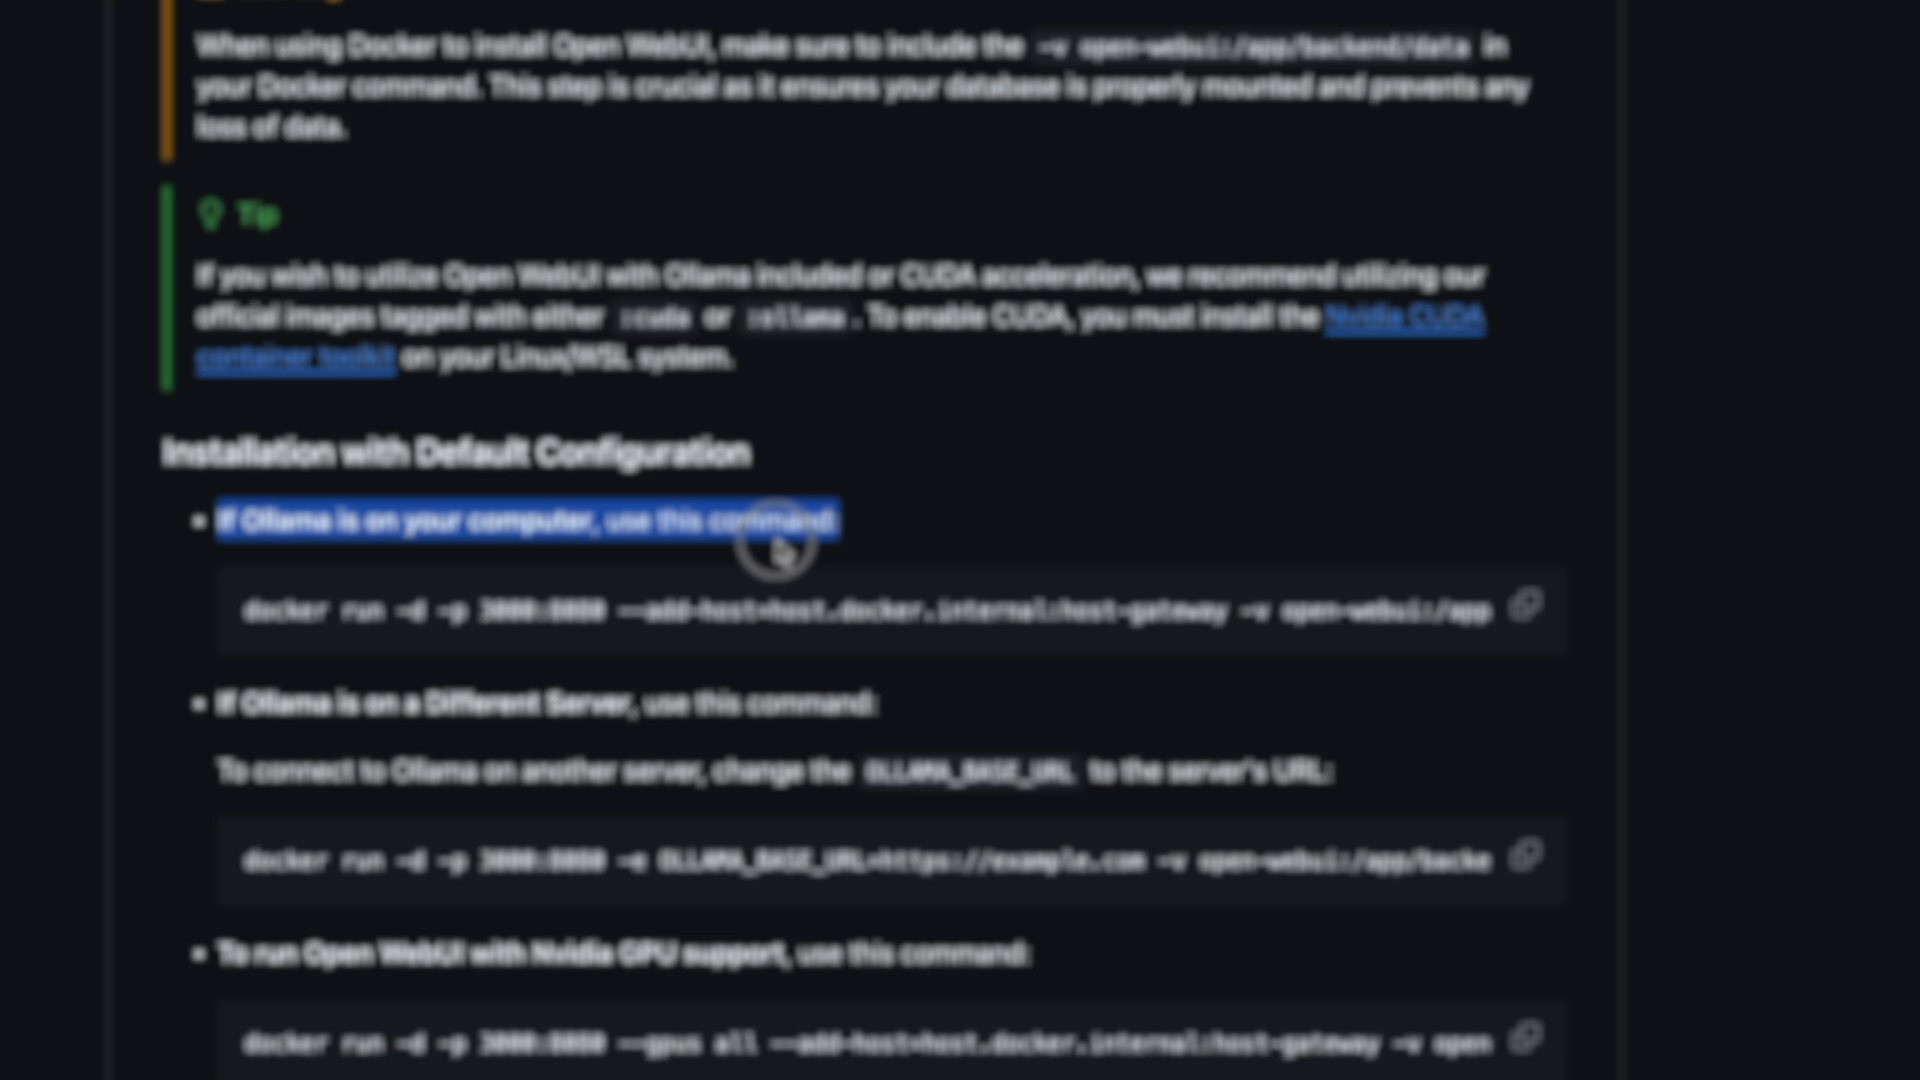 When using Docker to install Open WebUI, make sure to include the -v open-webui:/app/backend/data in
your Docker command. This step is crucial as it ensures your database is properly mounted and prevents any
loss of data.
Tip
If you wish to utilize Open WebUI with Ollama included or CUDA acceleration, we recommend utilizing our
official images tagged with either :cuda or :ollama. To enable CUDA, you must install the Nvidia CUDA
container toolkit on your Linux/WSL system.
Installation with Default Configuration
If Ollama is on your computer, use this command:
docker run -d -p 3000:8080 --add-host=host.docker.internal:host-gateway -v open-webui:/app
If Ollama is on a Different Server, use this command:
To connect to Ollama on another server, change the OLLAMA_BASE_URL to the server's URL:
docker run -d -p 3000:8080 -e OLLAMA_BASE_URL=https://example.com -v open-webui:/app/backe
To run Open WebUI with Nvidia GPU support, use this command:
docker run -d -p 3000:8080 --gpus all --add-host=host.docker.internal:host-gateway -v open